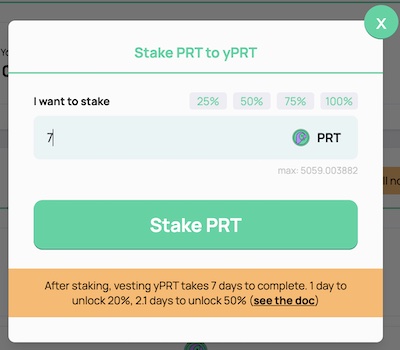 X
Stake PRT to yPRT
I want to stake
25%
50%
75%
100%
7
PRT
max: 5059.003882
Stake PRT
After staking, vesting yPRT takes 7 days to complete. 1 day to
unlock 20%, 2.1 days to unlock 50% (see the doc)